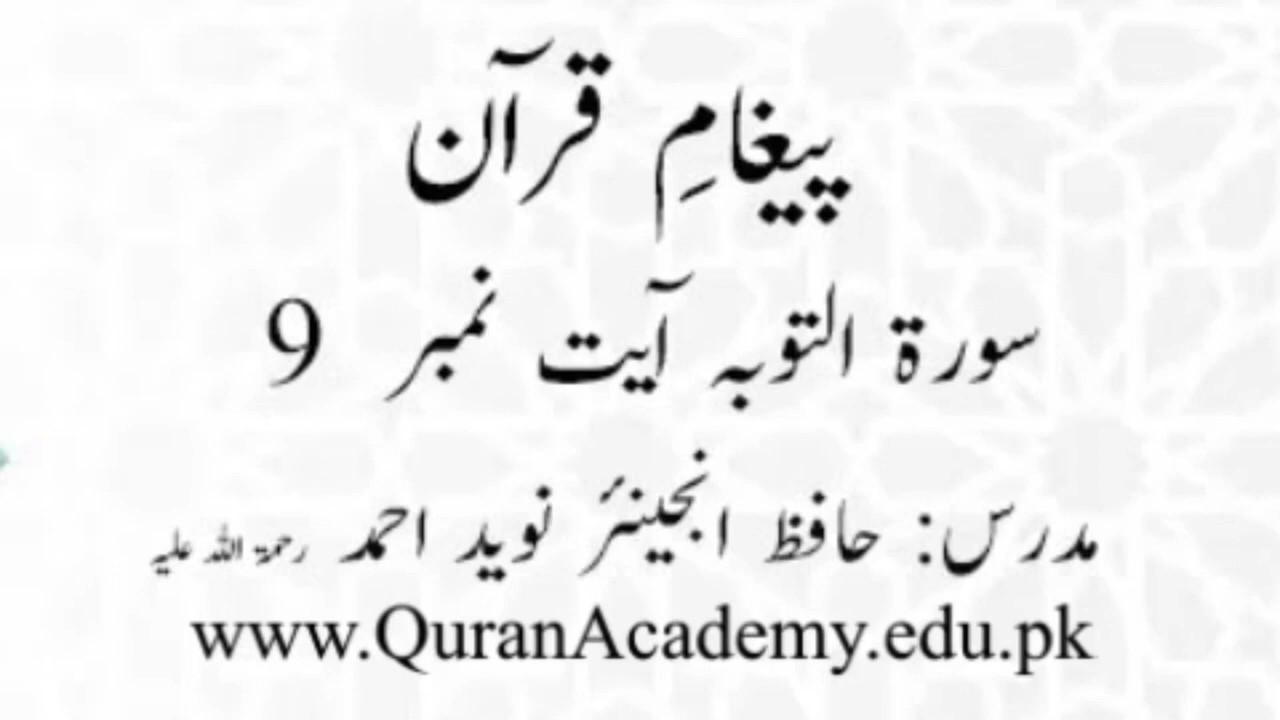 پیغامِ قرآن
سورۃ التوبہ آیت نمبر 9
مدرس: حافظ انجینئر نوید احمد رحمۃ اللہ علیہ
www.QuranAcademy.edu.pk